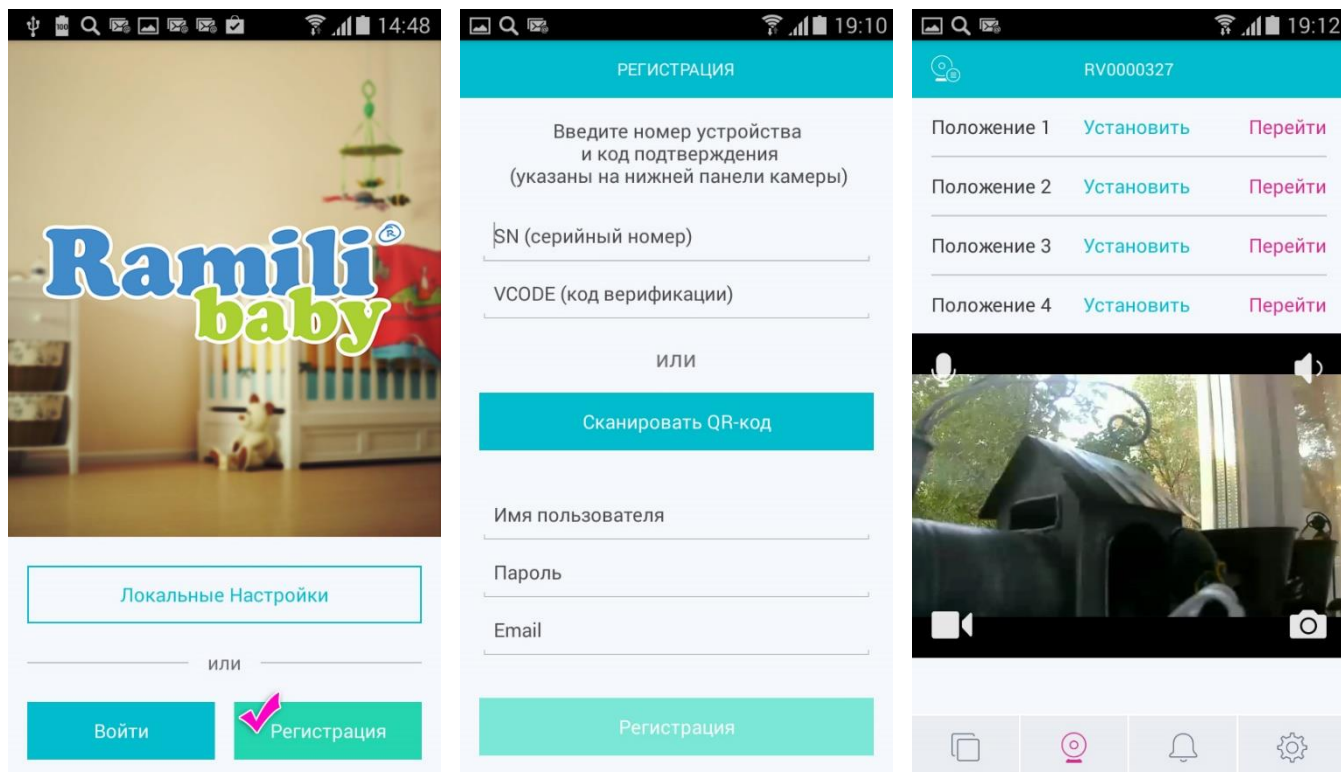 14:48
Ramili®
baby
Локальные Настройки
или
Войти
Регистрация
19:10
РЕГИСТРАЦИЯ
Введите номер устройства
и код подтверждения
(указаны на нижней панели камеры)
SN (серийный номер)
VCODE (код верификации)
или
Сканировать QR-код
Имя пользователя
Пароль
Email
Регистрация
19:12
RV0000327
Положение 1 Установить Перейти
Положение 2 Установить Перейти
Положение 3 Установить Перейти
Положение 4 Установить Перейти